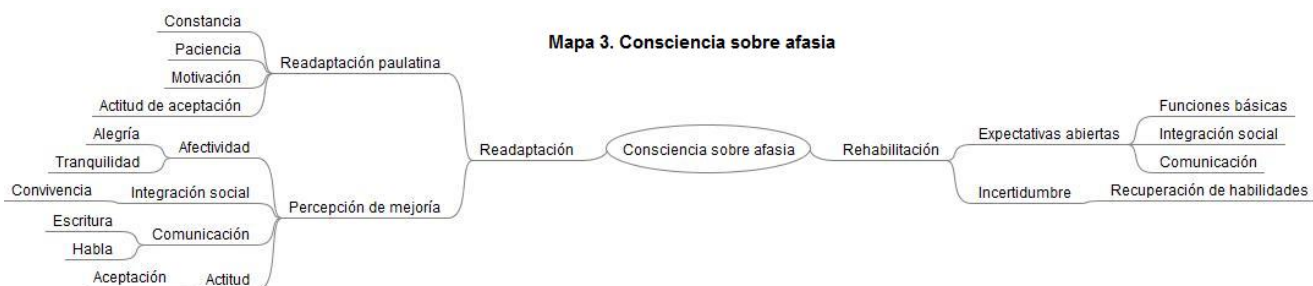 Mapa 3. Consciencia sobre afasia
Constancia
Paciencia
Motivación
Actitud de aceptación
Readaptación paulatina
Alegría
Tranquilidad
Afectividad
Convivencia
Integración social
Escritura
Habla
Comunicación
Aceptación
Actitud
Percepción de mejoría
Readaptación
Consciencia sobre afasia
Rehabilitación
Expectativas abiertas
Funciones básicas
Integración social
Comunicación
Incertidumbre
Recuperación de habilidades